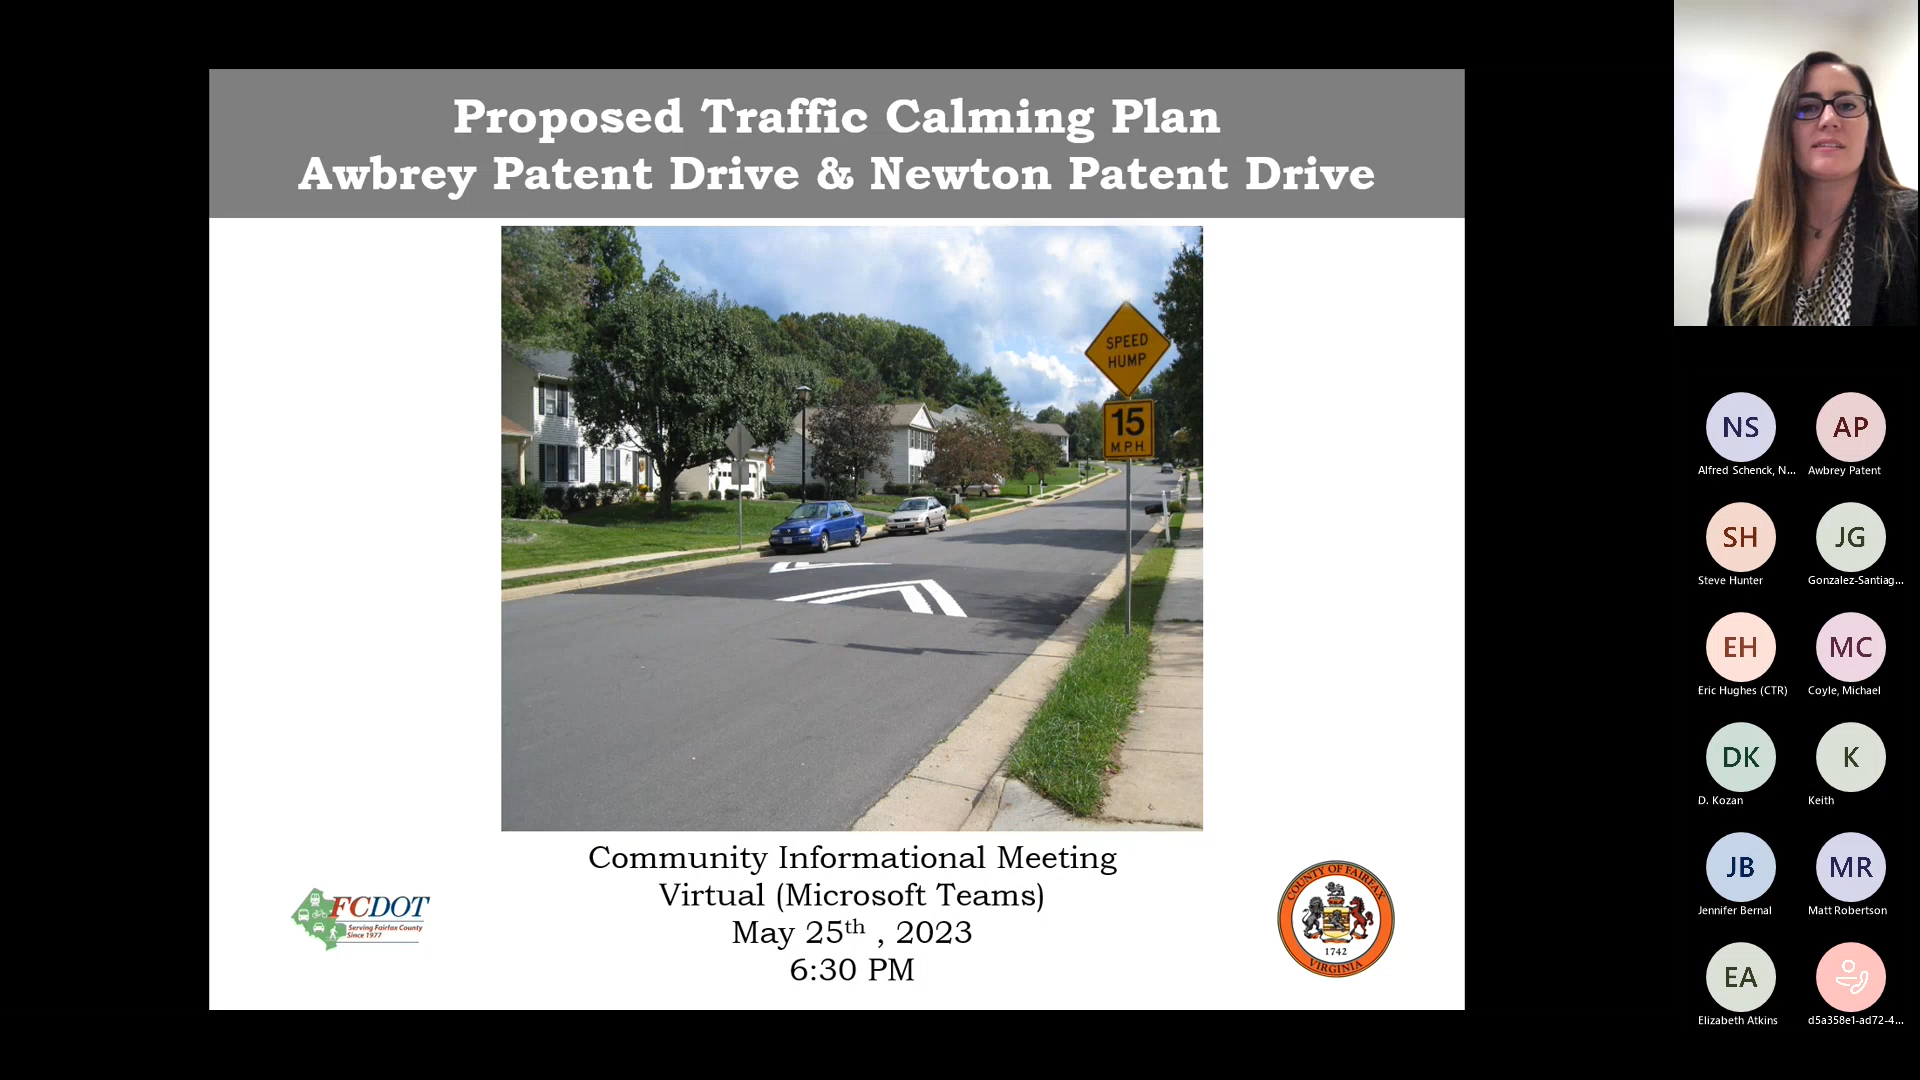 Proposed Traffic Calming Plan
Awbrey Patent Drive & Newton Patent Drive
SPEED
HUMP
15
M.P.H.
Community Informational Meeting
Virtual (Microsoft Teams)
May 25th , 2023
6:30 PM
FCDOT
Serving Fairfax County
Since 1977
COUNTY OF FAIRFAX
1742
VIRGINIA
NS
AP
Alfred Schenck, N...
Awbrey Patent
SH
JG
Steve Hunter
Gonzalez-Santiag...
EH
MC
Eric Hughes (CTR)
Coyle, Michael
DK
K
D. Kozan
Keith
JB
MR
Jennifer Bernal
Matt Robertson
EA
Elizabeth Atkins
d5a358e1-ad72-4...